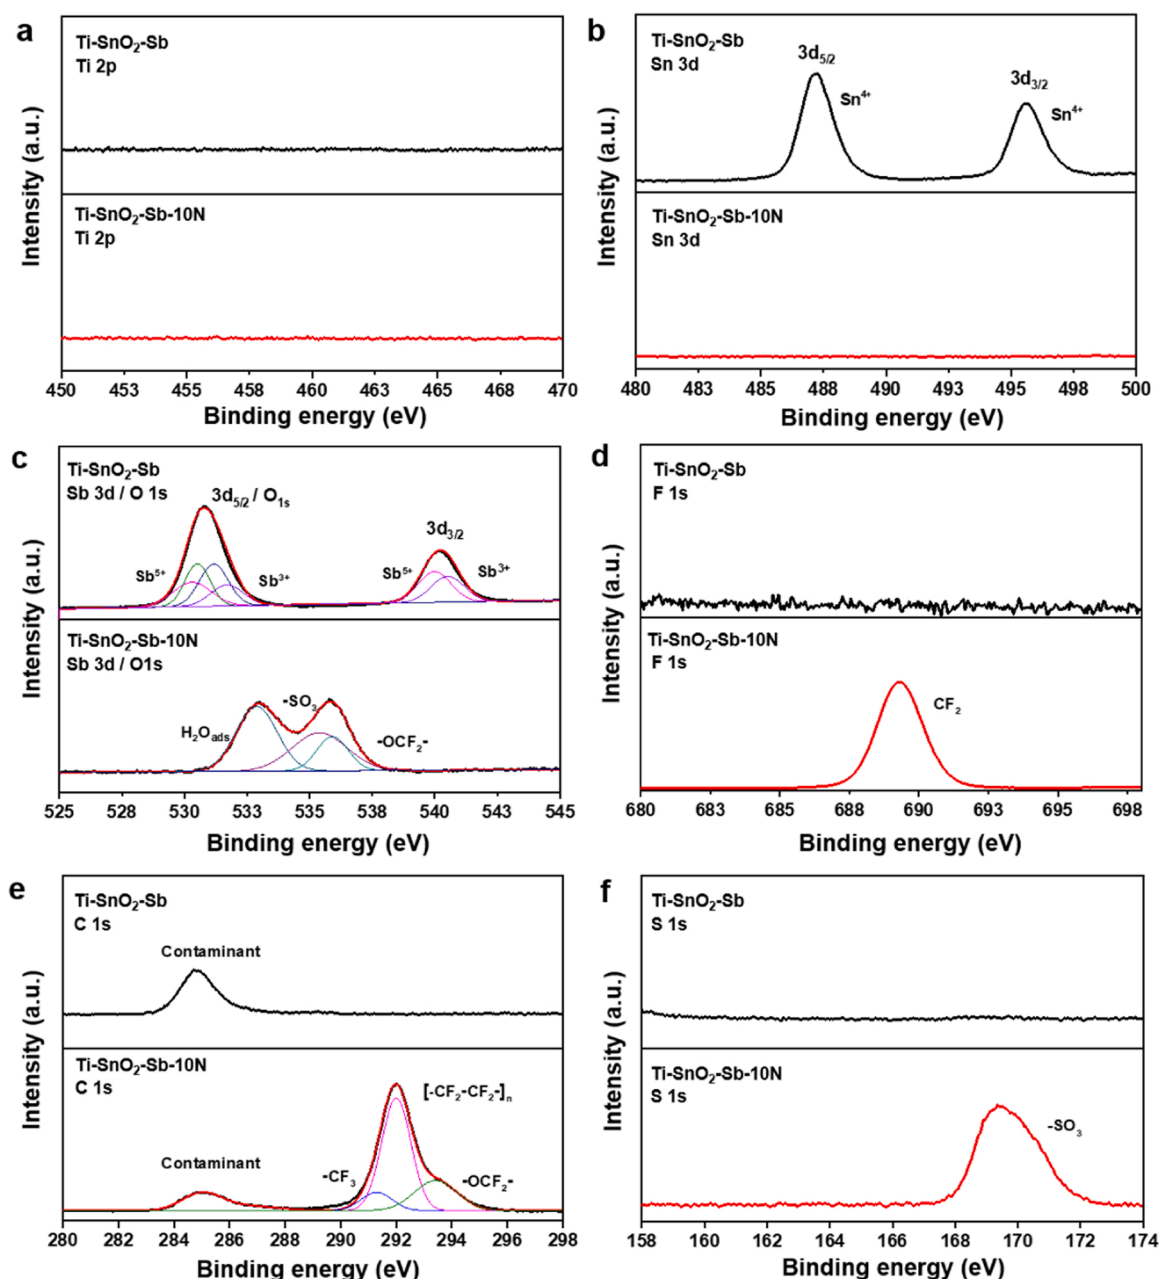 a
Ti-SnO₂-Sb
Ti 2p
Ti-SnO₂-Sb-10N
Ti 2p
Intensity (a.u.)
450 453 455 458 460 463 465 468 470
Binding energy (eV)
b
Ti-SnO₂-Sb
Sn 3d
3d₅/₂
Sn⁴⁺
3d₃/₂
Sn⁴⁺
Ti-SnO₂-Sb-10N
Sn 3d
Intensity (a.u.)
480 483 485 488 490 493 495 498 500
Binding energy (eV)
c
Ti-SnO₂-Sb
Sb 3d / O 1s
3d₅/₂ / O₁ₛ
Sb⁵⁺
Sb³⁺
3d₃/₂
Sb⁵⁺
Sb³⁺
Ti-SnO₂-Sb-10N
Sb 3d / O1s
H₂Oₐdₛ
-SO₃
-OCF₂-
Intensity (a.u.)
525 528 530 533 535 538 540 543 545
Binding energy (eV)
d
Ti-SnO₂-Sb
F 1s
Ti-SnO₂-Sb-10N
F 1s
CF₂
Intensity (a.u.)
680 683 685 688 690 693 695 698
Binding energy (eV)
e
Ti-SnO₂-Sb
C 1s
Contaminant
Ti-SnO₂-Sb-10N
C 1s
Contaminant
-CF₃
[-CF₂-CF₂-]ₙ
-OCF₂-
Intensity (a.u.)
280 282 284 286 288 290 292 294 296 298
Binding energy (eV)
f
Ti-SnO₂-Sb
S 1s
Ti-SnO₂-Sb-10N
S 1s
-SO₃
Intensity (a.u.)
158 160 162 164 166 168 170 172 174
Binding energy (eV)